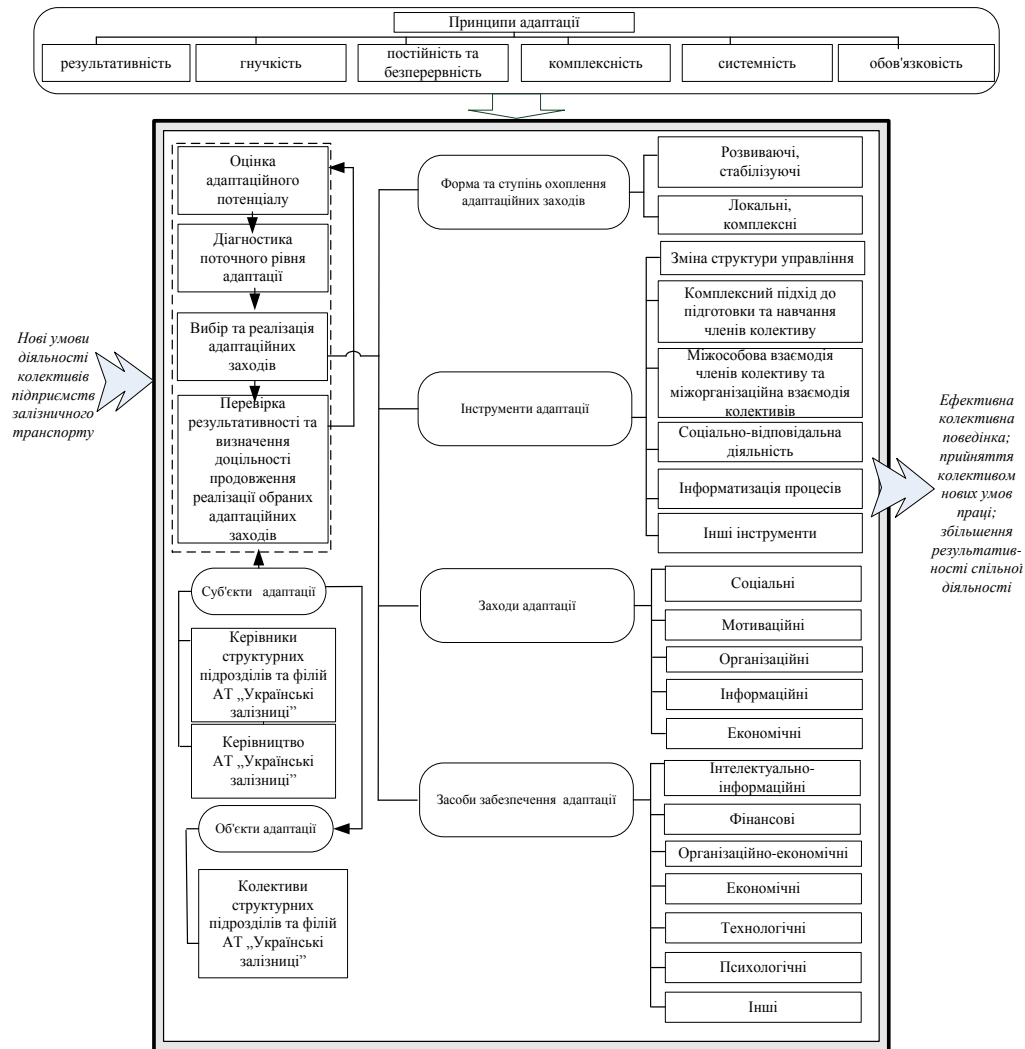 Принципи адаптації
результативність
гнучкість
постійність та
безперервність
комплексність
системність
обов'язковість
Нові умови
діяльності
колективів
підприємств
залізничного
транспорту
Оцінка
адаптаційного
потенціалу
Діагностика
поточного рівня
адаптації
Вибір та реалізація
адаптаційних
заходів
Перевірка
результативності та
визначення
доцільності
продовження
реалізації обраних
адаптаційних
заходів
Суб'єкти адаптації
Керівники
структурних
підрозділів та філій
АТ „Українські
залізниці”
Керівництво
АТ „Українські
залізниці”
Об'єкти адаптації
Колективи
структурних
підрозділів та філій
АТ „Українські
залізниці”
Форма та ступінь охоплення
адаптаційних заходів
Розвиваючі,
стабілізуючі
Локальні,
комплексні
Інструменти адаптації
Зміна структури управління
Комплексний підхід до
підготовки та навчання
членів колективу
Міжособова взаємодія
членів колективу та
міжорганізаційна взаємодія
колективів
Соціально-відповідальна
діяльність
Інформатизація процесів
Інші інструменти
Заходи адаптації
Соціальні
Мотиваційні
Організаційні
Інформаційні
Економічні
Засоби забезпечення адаптації
Інтелектуально-
інформаційні
Фінансові
Організаційно-економічні
Економічні
Технологічні
Психологічні
Інші
Ефективна
колективна
поведінка;
прийняття
колективом
нових умов
праці;
збільшення
результатив-
ності спільної
діяльності